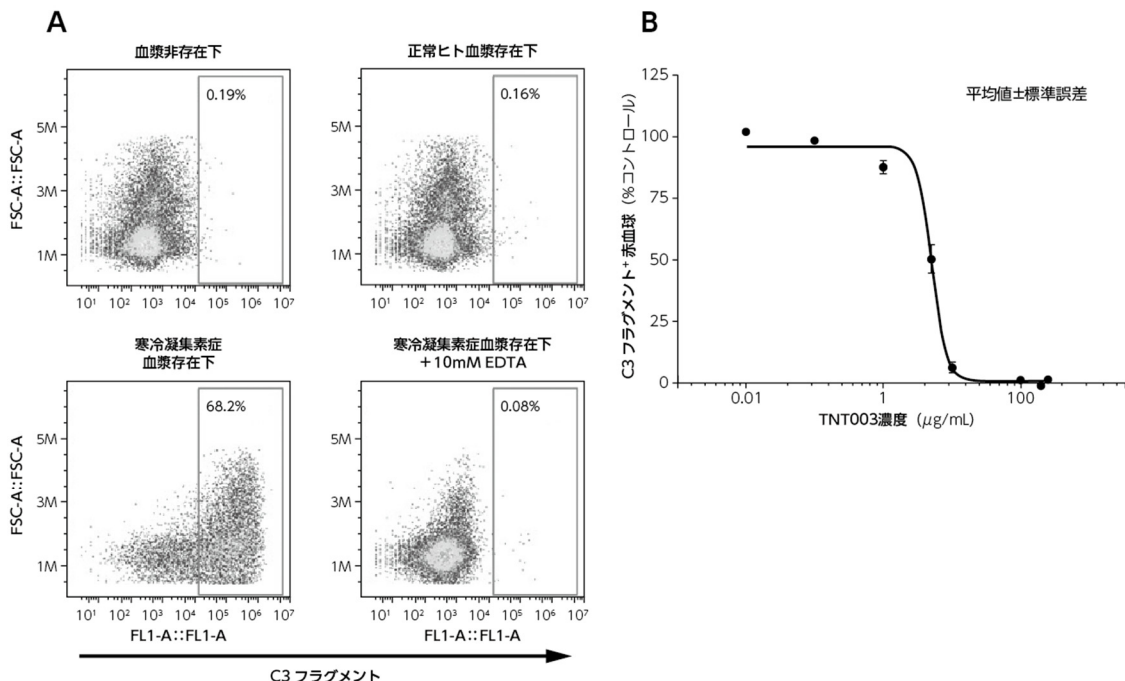 A
血漿非存在下
正常ヒト血漿存在下
0.19%
0.16%
FSC-A::FSC-A
5M
3M
1M
5M
3M
1M
10¹ 10² 10³ 10⁴ 10⁵ 10⁶ 10⁷
10¹ 10² 10³ 10⁴ 10⁵ 10⁶ 10⁷
寒冷凝集素症
血漿存在下
寒冷凝集素症血漿存在下
+10mM EDTA
68.2%
0.08%
FSC-A::FSC-A
5M
3M
1M
5M
3M
1M
10¹ 10² 10³ 10⁴ 10⁵ 10⁶ 10⁷
10¹ 10² 10³ 10⁴ 10⁵ 10⁶ 10⁷
FL1-A::FL1-A
FL1-A::FL1-A
C3 フラグメント
B
平均値±標準誤差
C3 フラグメント⁺ 赤血球(%コントロール)
125
100
75
50
25
0
0.01 1 100
TNT003濃度(μg/mL)